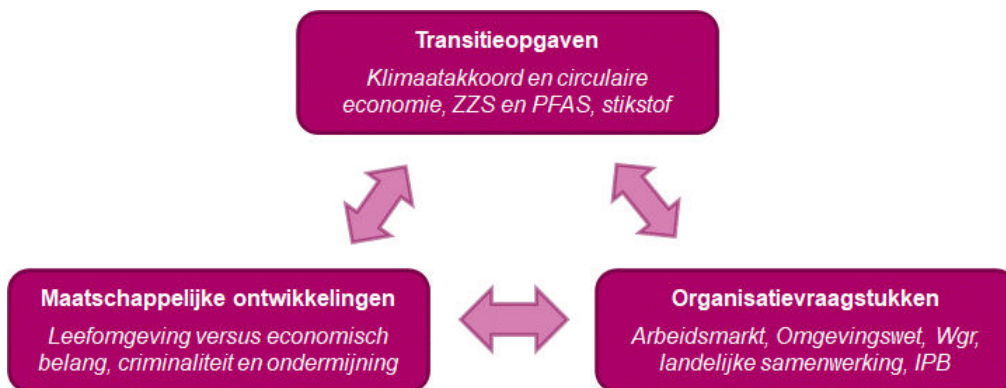 Transitieopgaven
Klimaatakkoord en circulaire
economie, ZZS en PFAS, stikstof
Maatschappelijke ontwikkelingen
Leefomgeving versus economisch
belang, criminaliteit en ondermijning
Organisatievraagstukken
Arbeidsmarkt, Omgevingswet, Wgr,
landelijke samenwerking, IPB